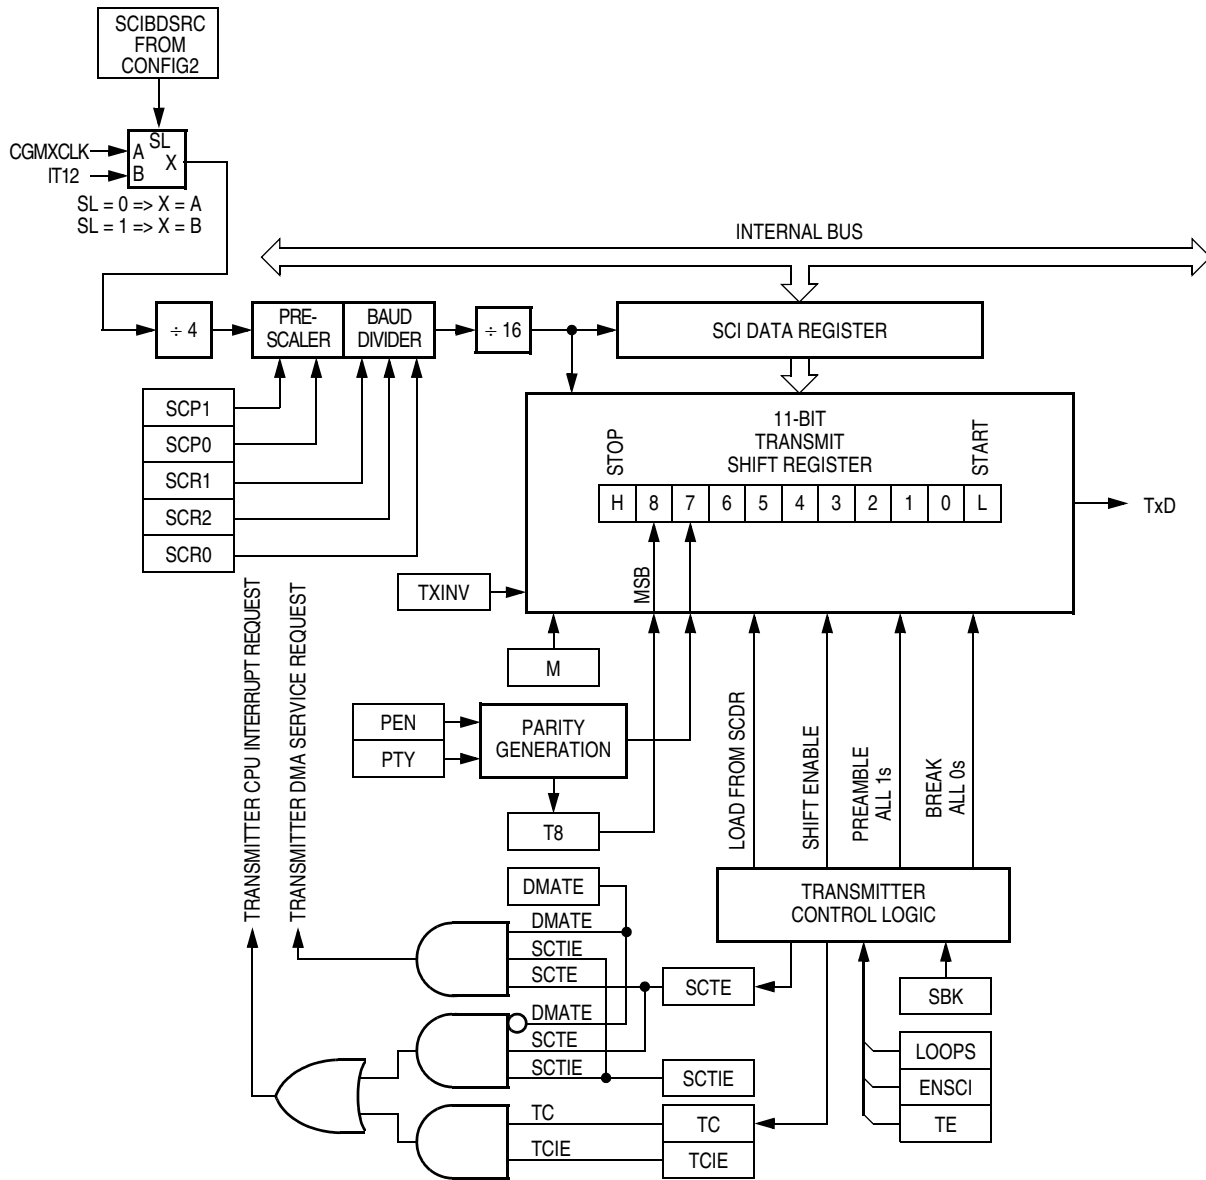 SCIBDSRC
FROM
CONFIG2
SL
CGMXCLK
A
X
IT12
B
SL = 0 => X = A
SL = 1 => X = B
INTERNAL BUS
÷ 4
PRE-
SCALER
BAUD
DIVIDER
÷ 16
SCI DATA REGISTER
SCP1
SCP0
SCR1
SCR2
SCR0
11-BIT
TRANSMIT
SHIFT REGISTER
STOP
START
H 8 7 6 5 4 3 2 1 0 L
TxD
MSB
TXINV
M
TRANSMITTER CPU INTERRUPT REQUEST
TRANSMITTER DMA SERVICE REQUEST
PEN
PTY
PARITY
GENERATION
T8
LOAD FROM SCDR
SHIFT ENABLE
PREAMBLE
ALL 1s
BREAK
ALL 0s
DMATE
TRANSMITTER
CONTROL LOGIC
DMATE
SCTIE
SCTE
SCTE
SBK
DMATE
SCTE
SCTIE
SCTIE
LOOPS
ENSCI
TE
TC
TC
TCIE
TCIE